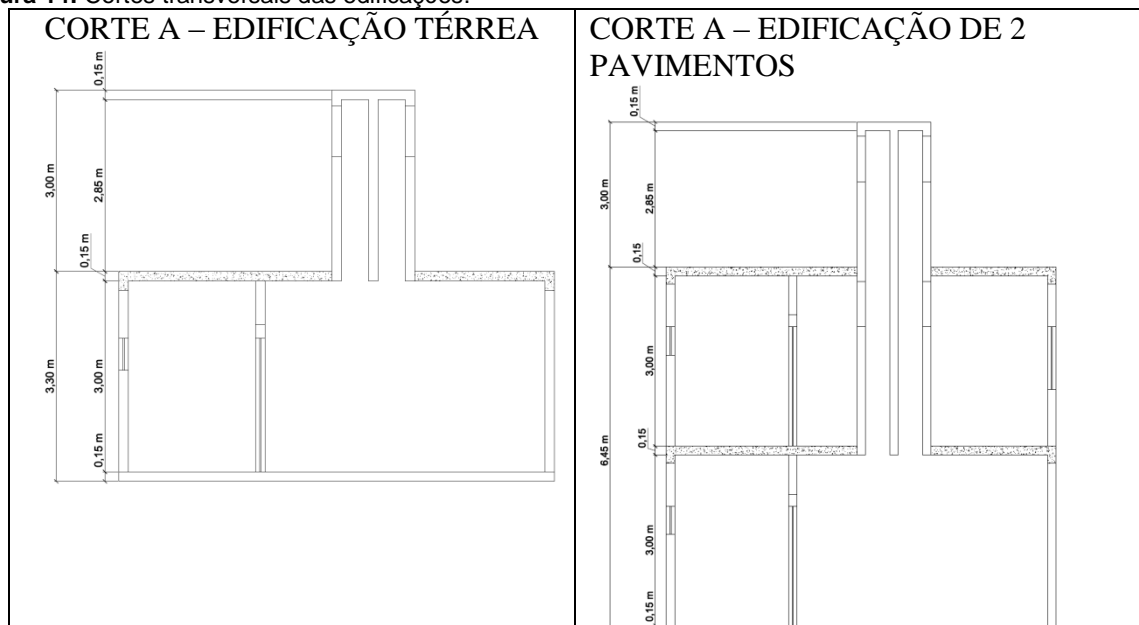 Cortes transversais das edificações.
CORTE A – EDIFICAÇÃO TÉRREA
0,15 m
3,00 m
2,85 m
0,15 m
3,30 m
3,00 m
0,15 m
CORTE A – EDIFICAÇÃO DE 2
PAVIMENTOS
0,15 m
3,00 m
2,85 m
0,15
3,00 m
6,45 m
0,15
3,00 m
0,15 m